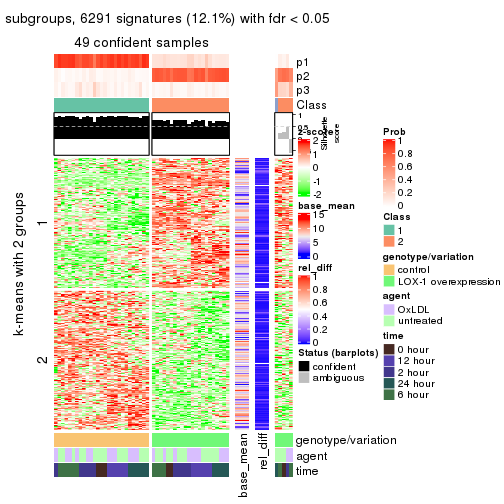 subgroups, 6291 signatures (12.1%) with fdr < 0.05
49 confident samples
p1
p2
p3
Class
1
0.5
0
Silhouette
score
k-means with 2 groups
1
2
z-score
2
1
0
-1
-2
base_mean
15
10
5
0
rel_diff
1
0.8
0.6
0.4
0.2
0
Status (barplots)
confident
ambiguous
Prob
1
0.8
0.6
0.4
0.2
0
Class
1
2
genotype/variation
control
LOX-1 overexpression
agent
OxLDL
untreated
time
0 hour
12 hour
2 hour
24 hour
6 hour
genotype/variation
agent
time
base_mean
rel_diff